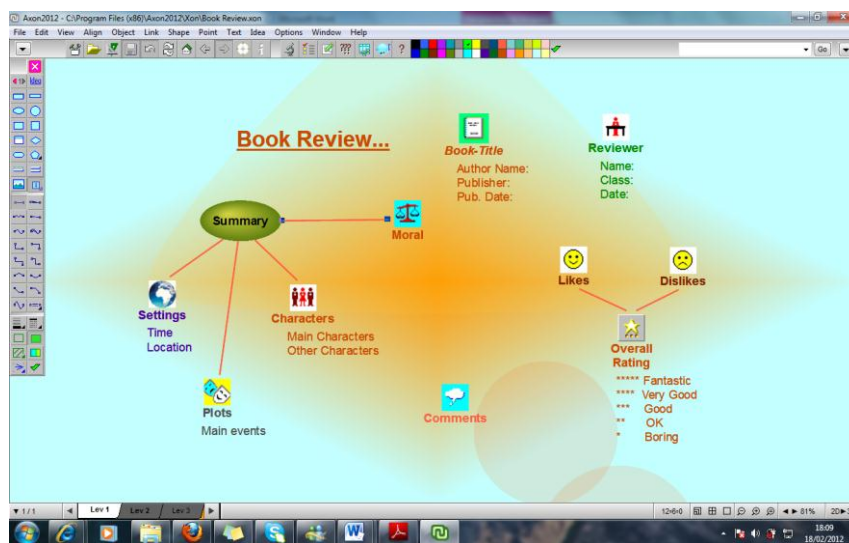 Axon2012 - C:\Program Files (x86)\Axon2012\Xon\Book Review.xon
File Edit View Align Object Link Shape Point Text Idea Options Window Help
???
?
Go
Idea
Book Review...
Book-Title
Author Name:
Publisher:
Pub. Date:
Reviewer
Name:
Class:
Date:
Summary
Moral
Settings
Time
Location
Characters
Main Characters
Other Characters
Plots
Main events
Likes
Dislikes
Overall
Rating
***** Fantastic
**** Very Good
*** Good
** OK
* Boring
Comments
1/1
Lev 1
Lev 2
Lev 3
81%
2D
18:09
18/02/2012